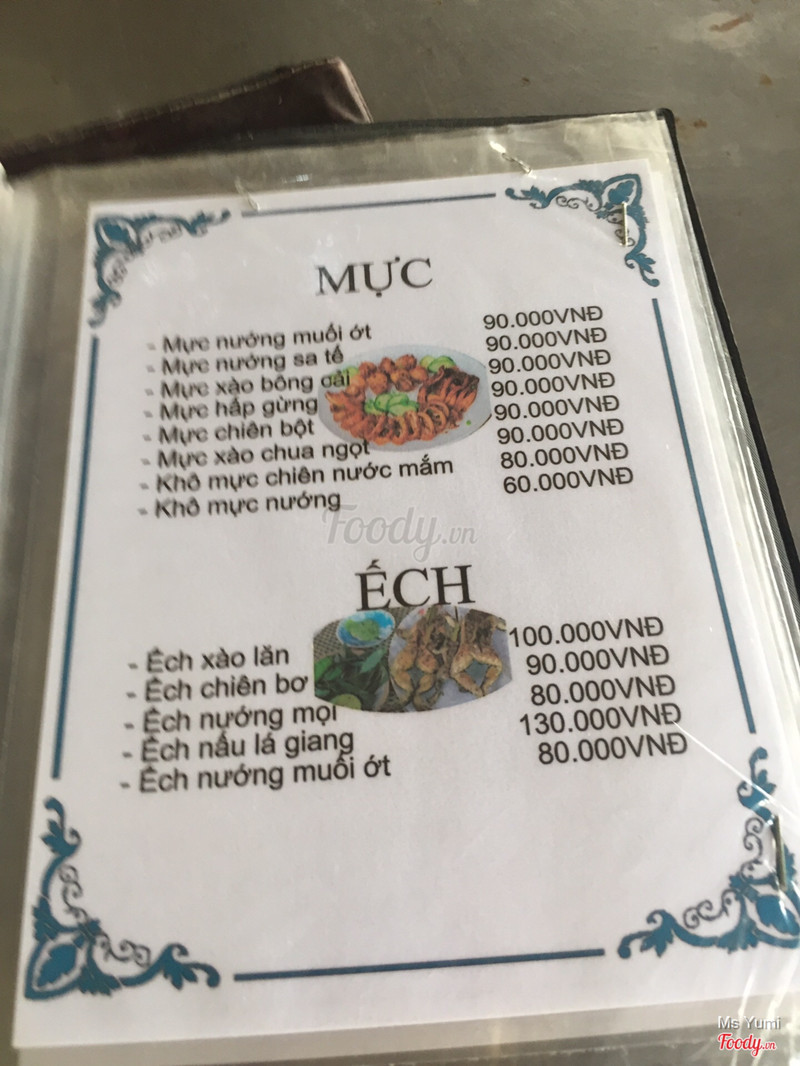 MỰC
- Mực nướng muối ớt 90.000VNĐ
- Mực nướng sa tế 90.000VNĐ
- Mực xào bông cải 90.000VNĐ
- Mực hấp gừng 90.000VNĐ
- Mực chiên bột 90.000VNĐ
- Mực xào chua ngọt 90.000VNĐ
- Khô mực chiên nước mắm 80.000VNĐ
- Khô mực nướng 60.000VNĐ
Foody.vn
ẾCH
- Ếch xào lăn 100.000VNĐ
- Ếch chiên bơ 90.000VNĐ
- Ếch nướng mọi 80.000VNĐ
- Ếch nấu lá giang 130.000VNĐ
- Ếch nướng muối ớt 80.000VNĐ
Ms Yumi
Foody.vn